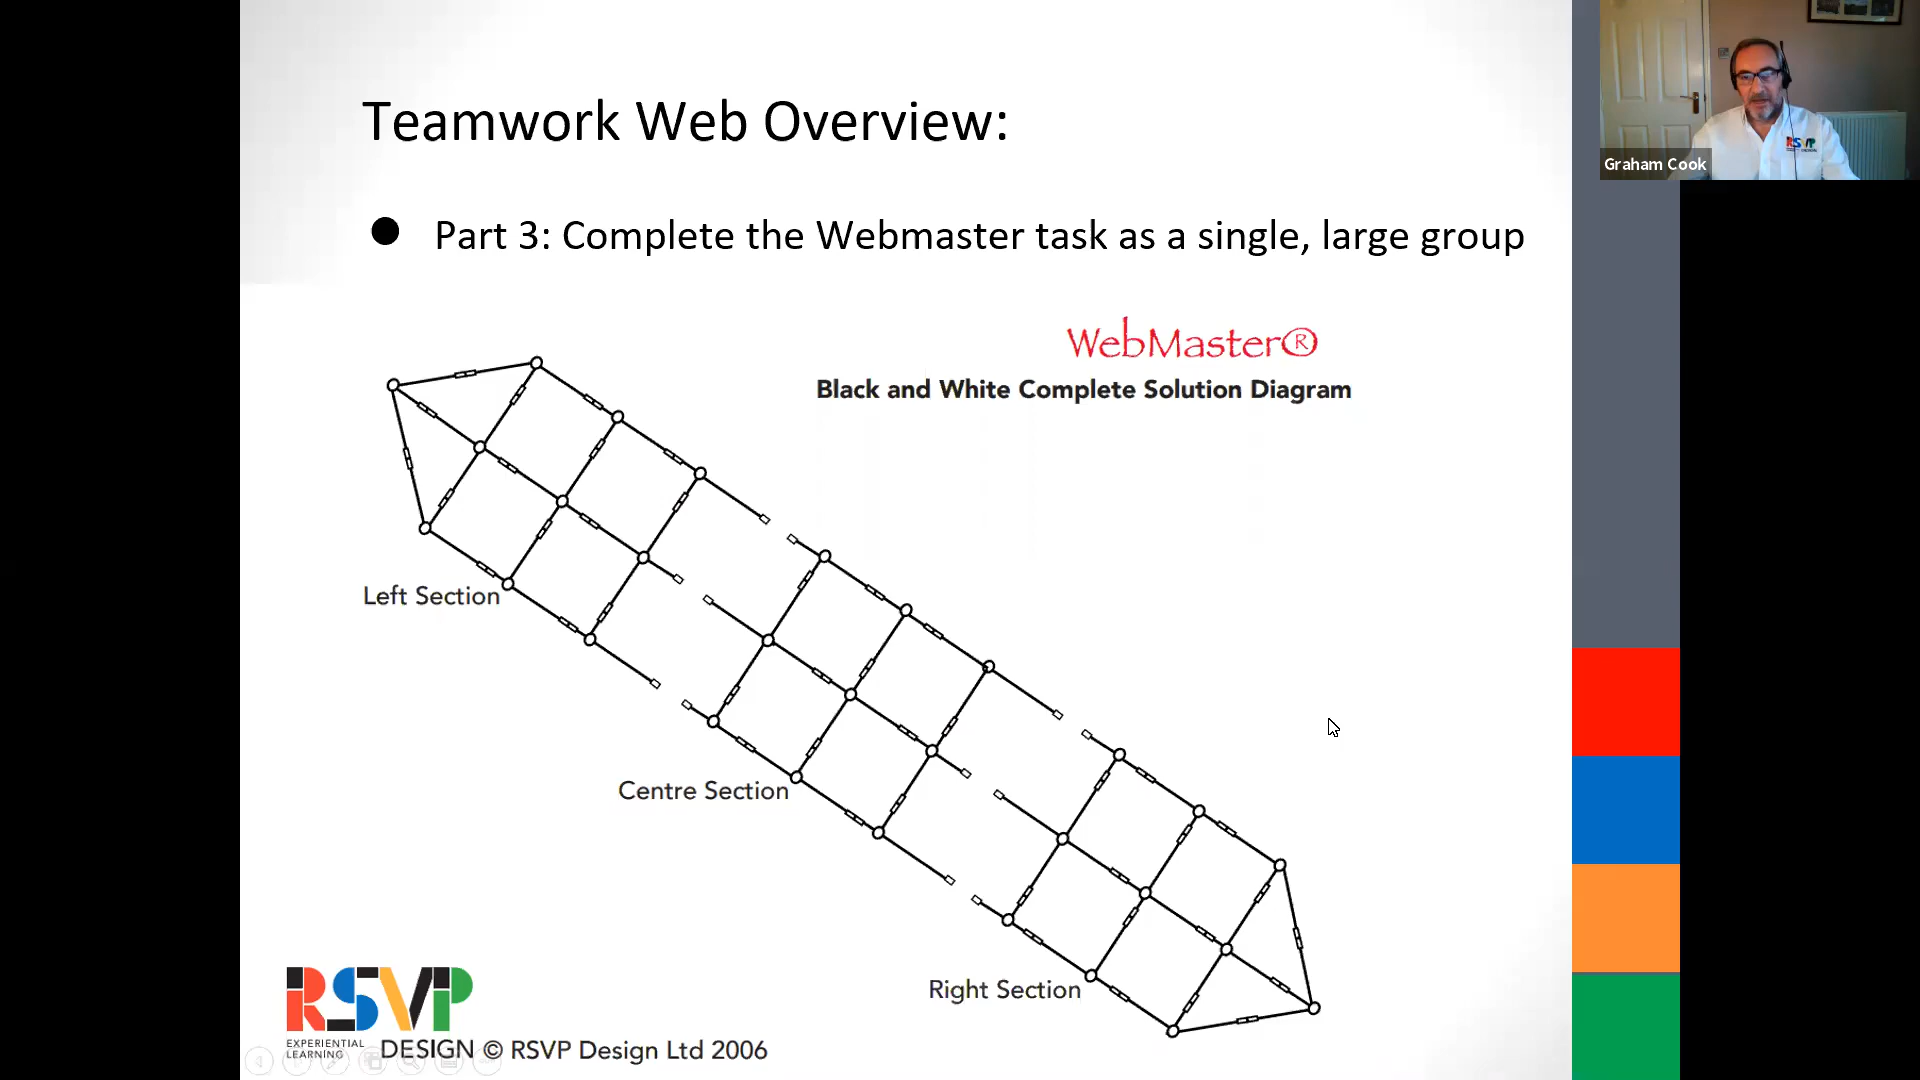 Teamwork Web Overview:
● Part 3: Complete the Webmaster task as a single, large group
WebMaster®
Black and White Complete Solution Diagram
Left Section
Centre Section
Right Section
RSVP
EXPERIENTIAL
LEARNING
DESIGN © RSVP Design Ltd 2006
Graham Cook
RSVP